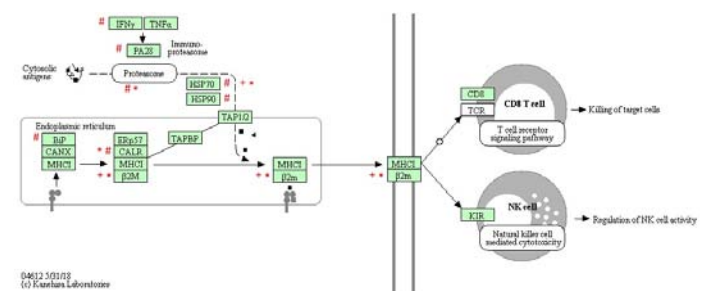 # IFNγ TNFα
# PA28 Immuno-
proteasome
Cytosolic
antigens
Proteasome
# *
HSP70 # + *
HSP90 #
TAP1/2
Endoplasmic reticulum
# BiP
CANX
MHCI
ERp57
* # CALR
MHCI
+ * β2M
TAPBP
MHCI
+ * β2m
MHCI
+ * β2m
CD8
TCR
CD8 T cell
T cell receptor
signaling pathway
Killing of target cells
KIR
NK cell
Natural killer cell
mediated cytotoxicity
Regulation of NK cell activity
04612 5/31/18
(c) Kanehisa Laboratories